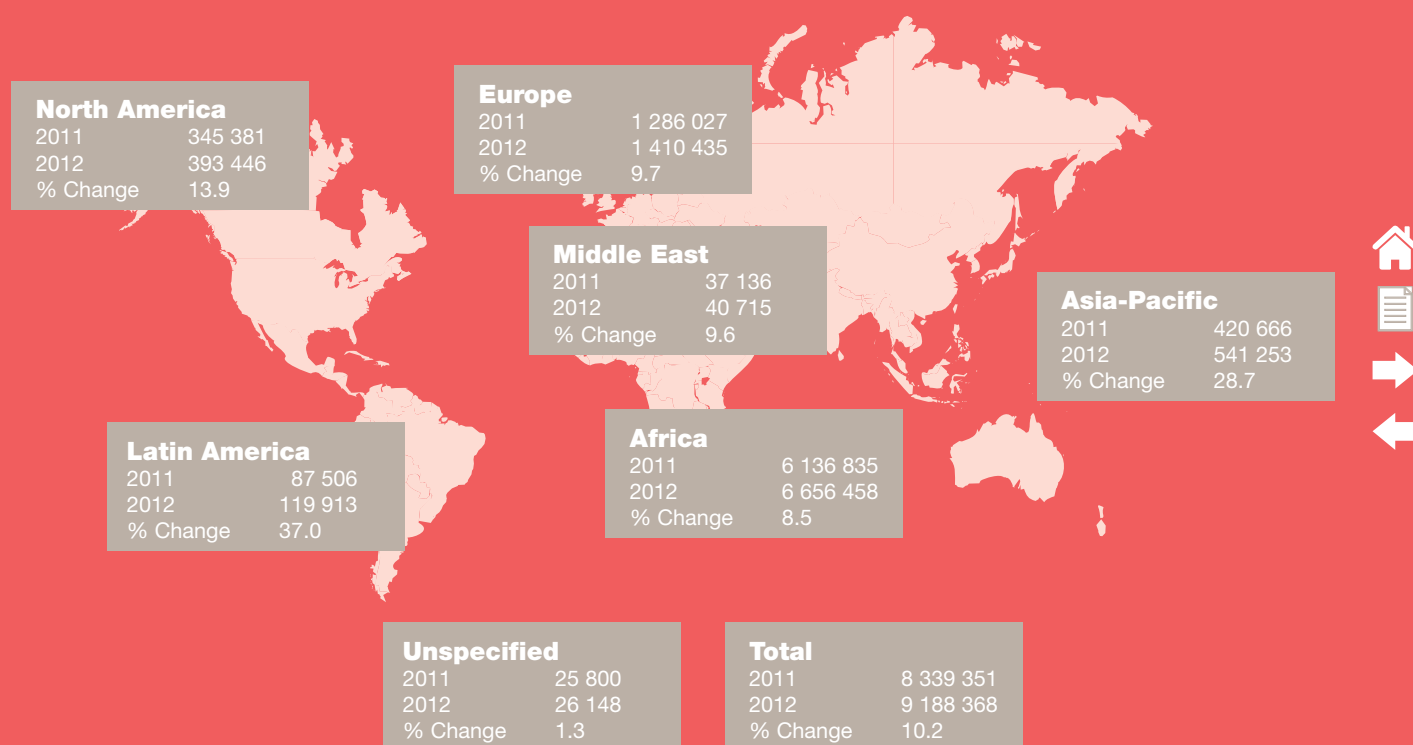 North America
2011 345 381
2012 393 446
% Change 13.9
Europe
2011 1 286 027
2012 1 410 435
% Change 9.7
Middle East
2011 37 136
2012 40 715
% Change 9.6
Asia-Pacific
2011 420 666
2012 541 253
% Change 28.7
Latin America
2011 87 506
2012 119 913
% Change 37.0
Africa
2011 6 136 835
2012 6 656 458
% Change 8.5
Unspecified
2011 25 800
2012 26 148
% Change 1.3
Total
2011 8 339 351
2012 9 188 368
% Change 10.2